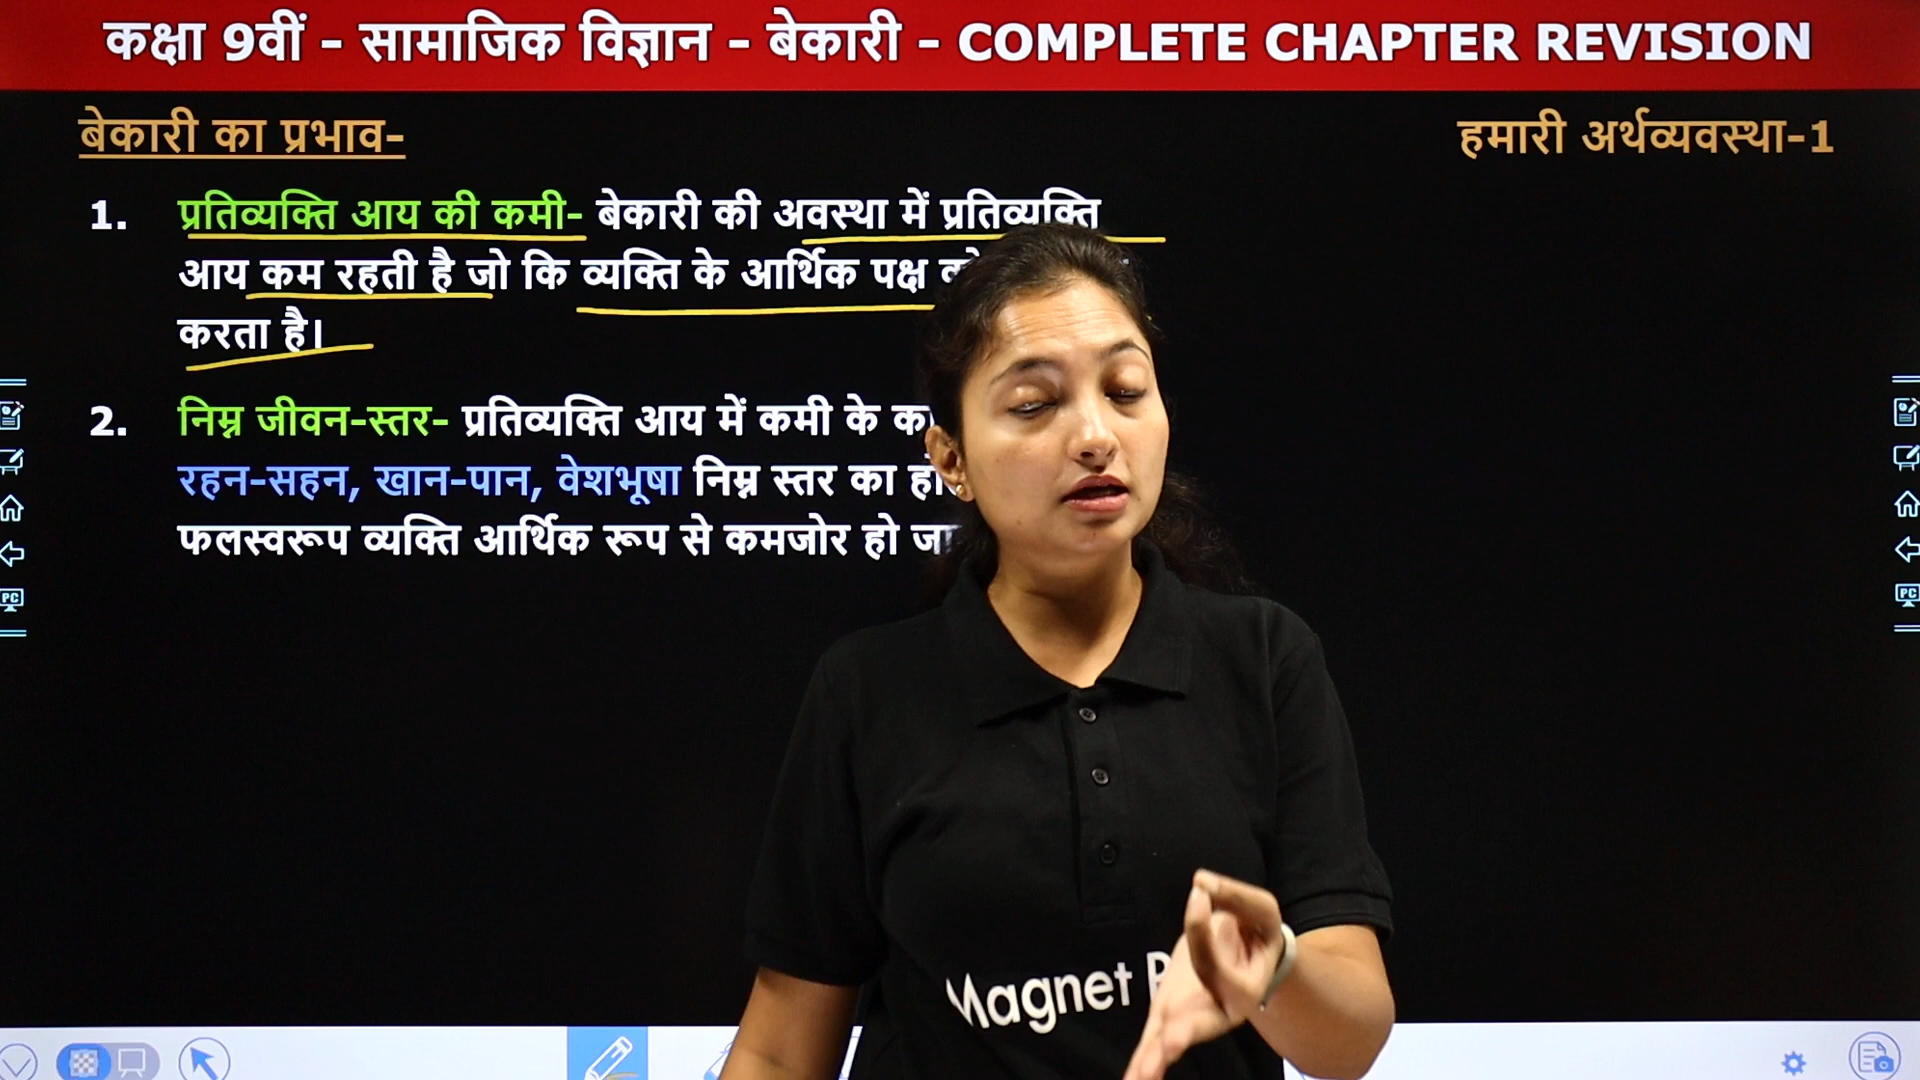 कक्षा 9वीं - सामाजिक विज्ञान - बेकारी - COMPLETE CHAPTER REVISION
बेकारी का प्रभाव-
हमारी अर्थव्यवस्था-1
1. प्रतिव्यक्ति आय की कमी- बेकारी की अवस्था में प्रतिव्यक्ति
आय कम रहती है जो कि व्यक्ति के आर्थिक पक्ष
करता है।
2. निम्न जीवन-स्तर- प्रतिव्यक्ति आय में कमी के
रहन-सहन, खान-पान, वेशभूषा निम्न स्तर का
फलस्वरूप व्यक्ति आर्थिक रूप से कमजोर हो
PC
PC
Magnet